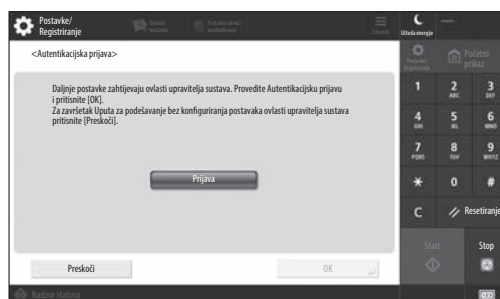 Postavke/
Registriranje
Ušteda energije
<Autentikacijska prijava>
Početni
prikaz
Daljnje postavke zahtijevaju ovlasti upravitelja sustava. Provedite Autentikacijsku prijavu
i pritisnite [OK].
Za završetak Uputa za podešavanje bez konfiguriranja postavaka ovlasti upravitelja sustava
pritisnite [Preskoči].
Prijava
Preskoči
OK
1
2
ABC
3
DEF
4
GHI
5
JKL
6
MNO
7
PQRS
8
TUV
9
WXYZ
*
0
#
C
Resetiranje
Start
Stop
Nadzor statusa